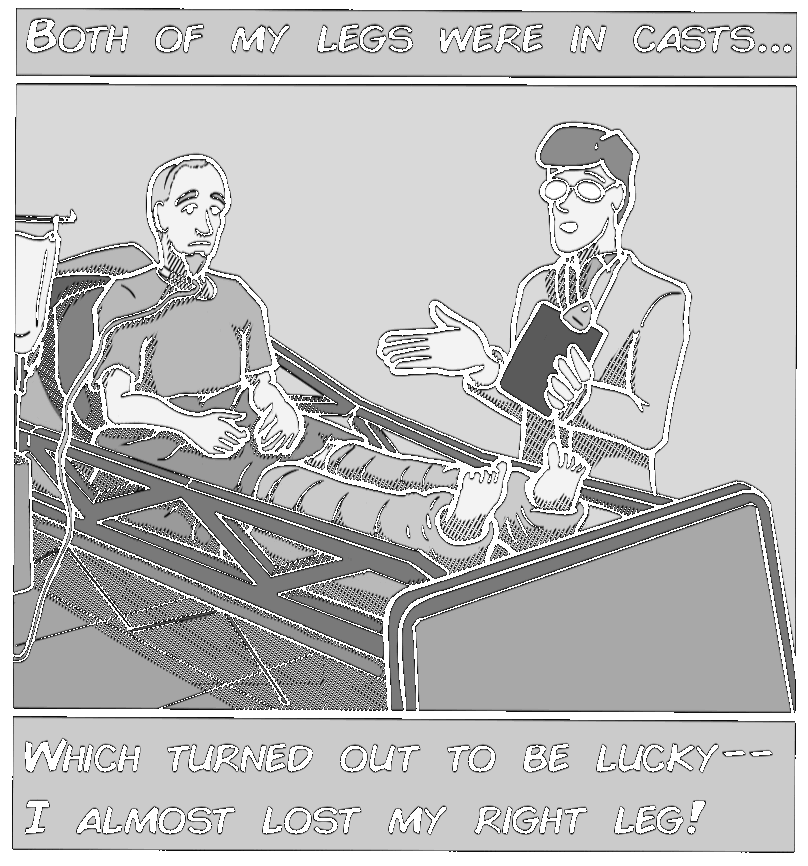 Both of my legs were in casts...
Which turned out to be lucky--
I almost lost my right leg!